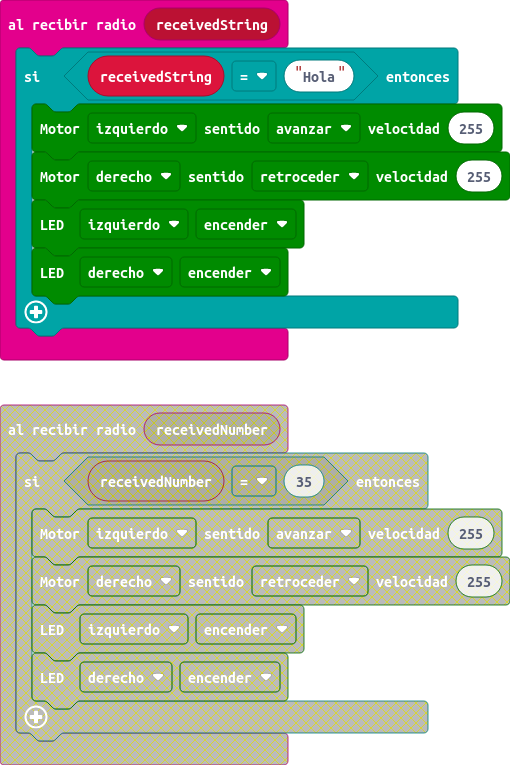 al recibir radio receivedString
si receivedString = "Hola" entonces
Motor izquierdo sentido avanzar velocidad 255
Motor derecho sentido retroceder velocidad 255
LED izquierdo encender
LED derecho encender
al recibir radio receivedNumber
si receivedNumber = 35 entonces
Motor izquierdo sentido avanzar velocidad 255
Motor derecho sentido retroceder velocidad 255
LED izquierdo encender
LED derecho encender